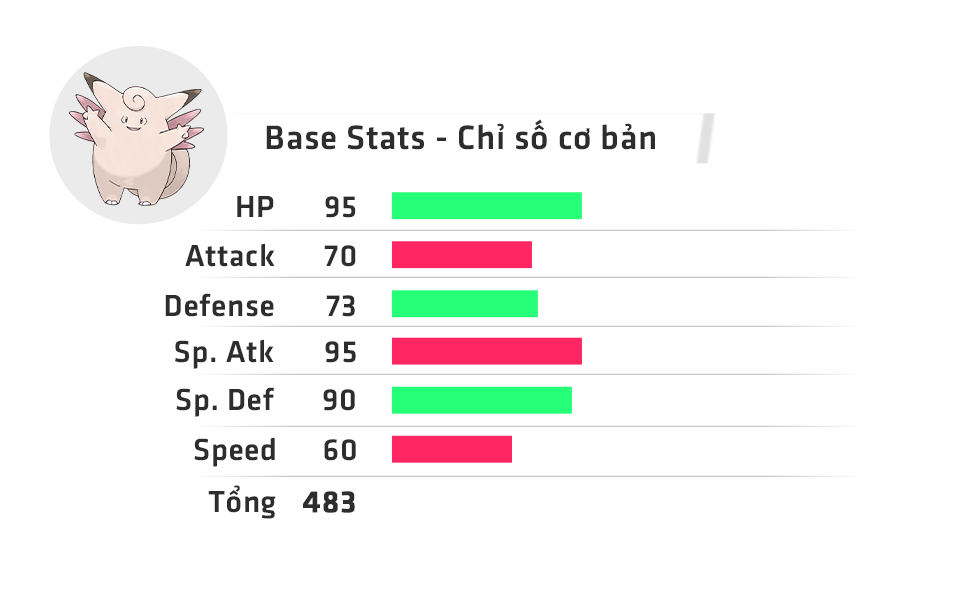 Base Stats - Chỉ số cơ bản
HP 95
Attack 70
Defense 73
Sp. Atk 95
Sp. Def 90
Speed 60
Tổng 483